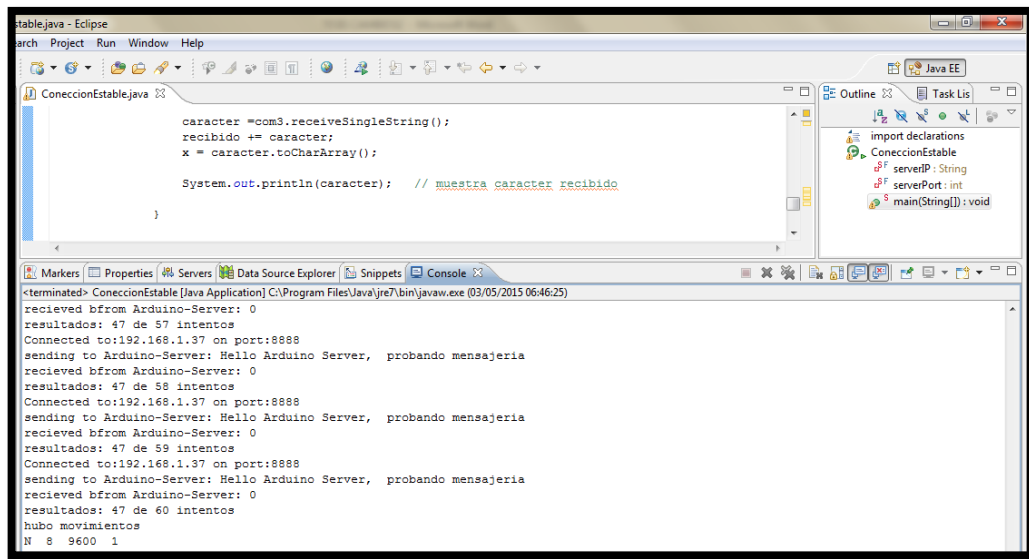 stable.java - Eclipse
earch Project Run Window Help
Java EE
ConeccionEstable.java
caracter =com3.receiveSingleString();
recibido += caracter;
x = caracter.toCharArray();
System.out.println(caracter); // muestra caracter recibido
}
Outline Task Lis
import declarations
ConeccionEstable
S F serverIP : String
S F serverPort : int
S main(String[]) : void
Markers Properties Servers Data Source Explorer Snippets Console
<terminated> ConeccionEstable [Java Application] C:\Program Files\Java\jre7\bin\javaw.exe (03/05/2015 06:46:25)
recieved bfrom Arduino-Server: 0
resultados: 47 de 57 intentos
Connected to:192.168.1.37 on port:8888
sending to Arduino-Server: Hello Arduino Server, probando mensajeria
recieved bfrom Arduino-Server: 0
resultados: 47 de 58 intentos
Connected to:192.168.1.37 on port:8888
sending to Arduino-Server: Hello Arduino Server, probando mensajeria
recieved bfrom Arduino-Server: 0
resultados: 47 de 59 intentos
Connected to:192.168.1.37 on port:8888
sending to Arduino-Server: Hello Arduino Server, probando mensajeria
recieved bfrom Arduino-Server: 0
resultados: 47 de 60 intentos
hubo movimientos
N 8 9600 1